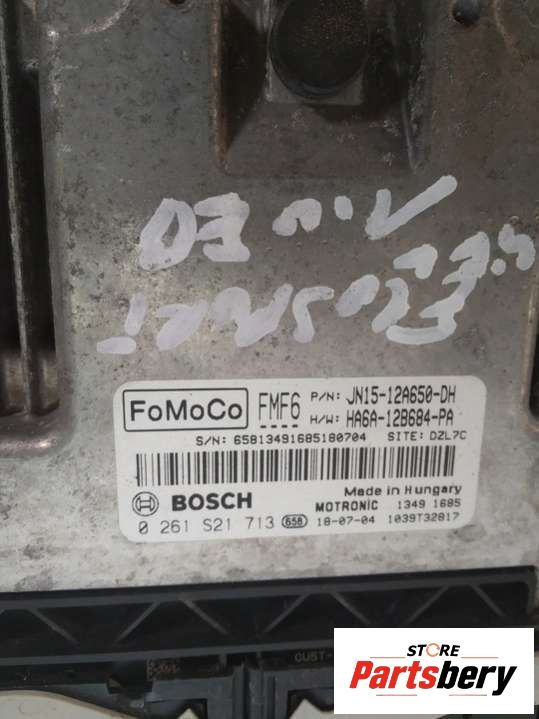 FoMoCo FMF6 P/N: JN15-12A650-DH
H/W: HA6A-12B684-PA
S/N: 65813491685180704 SITE: DZL7C
BOSCH Made in Hungary
MOTRONIC 1349 1685
0 261 S21 713 658 18-07-04 1039T32817
CU5T-
STORE
Partsbery